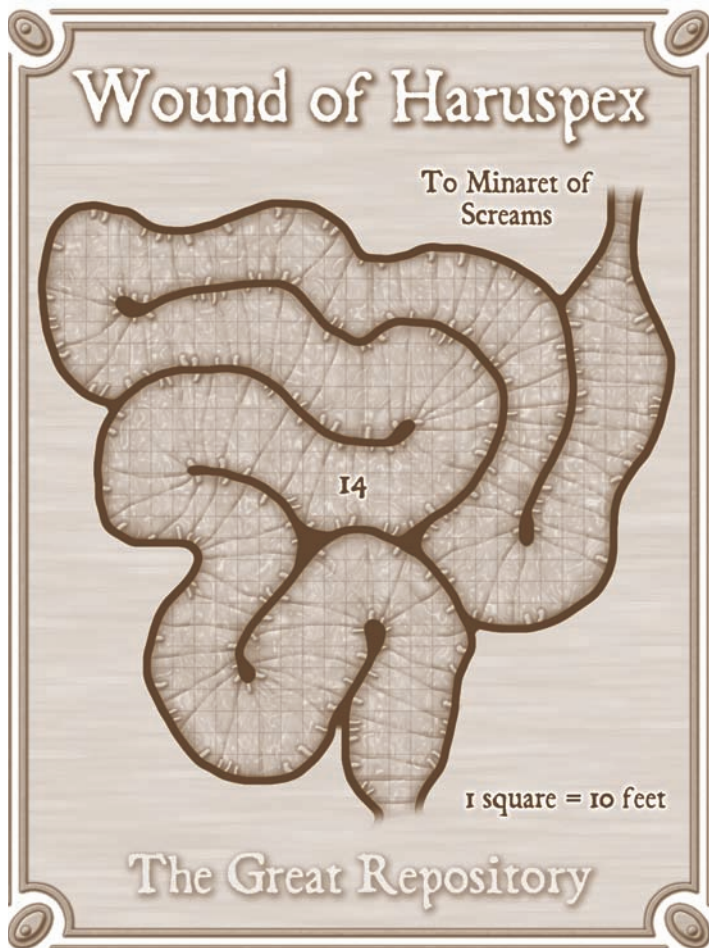 Wound of Haruspex
To Minaret of
Screams
14
1 square = 10 feet
The Great Repository